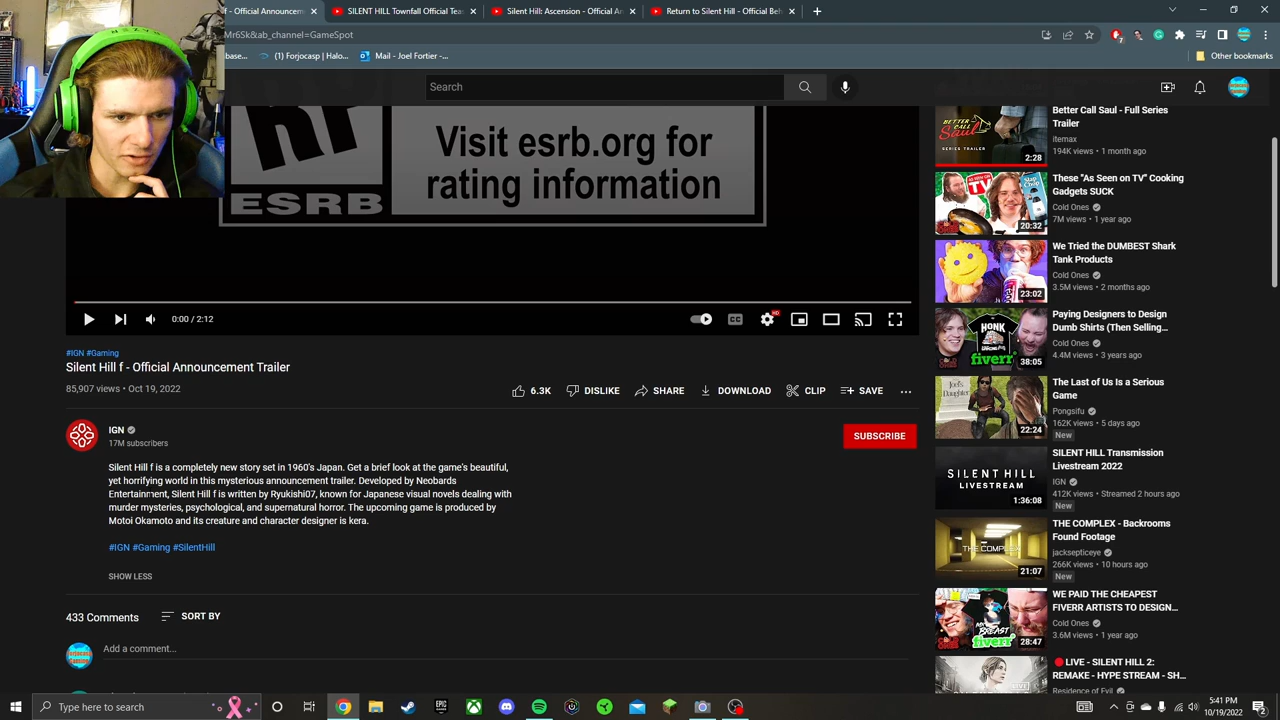 f - Official Announcem
SILENT HILL Townfall Official Tea
Silent Hill: Ascension - Official An
Return to Silent Hill - Official Beh
Mr6Sk&ab_channel=GameSpot
base...
(1) Forjocasp | Halo...
Mail - Joel Fortier -...
Other bookmarks
Search
Visit esrb.org for
rating information
ESRB
0:00 / 2:12
#IGN #Gaming
Silent Hill f - Official Announcement Trailer
85,907 views • Oct 19, 2022
6.3K
DISLIKE
SHARE
DOWNLOAD
CLIP
SAVE
IGN
17M subscribers
SUBSCRIBE
Silent Hill f is a completely new story set in 1960's Japan. Get a brief look at the game's beautiful,
yet horrifying world in this mysterious announcement trailer. Developed by Neobards
Entertainment, Silent Hill f is written by Ryukishi07, known for Japanese visual novels dealing with
murder mysteries, psychological, and supernatural horror. The upcoming game is produced by
Motoi Okamoto and its creature and character designer is kera.
#IGN #Gaming #SilentHill
SHOW LESS
433 Comments
SORT BY
Add a comment...
Better Call Saul - Full Series
Trailer
itemax
194K views • 1 month ago
BETTER
CALL
Saul
SERIES TRAILER
2:28
These "As Seen on TV" Cooking
Gadgets SUCK
Cold Ones
7M views • 1 year ago
20:32
We Tried the DUMBEST Shark
Tank Products
Cold Ones
3.5M views • 2 months ago
23:02
Paying Designers to Design
Dumb Shirts (Then Selling...
Cold Ones
4.4M views • 3 years ago
HONK
fiverr
38:05
The Last of Us Is a Serious
Game
Pongsifu
162K views • 5 days ago
New
22:24
SILENT HILL Transmission
Livestream 2022
IGN
412K views • Streamed 2 hours ago
New
SILENT HILL
LIVESTREAM
1:36:08
THE COMPLEX - Backrooms
Found Footage
jacksepticeye
266K views • 10 hours ago
New
THE COMPLEX
21:07
WE PAID THE CHEAPEST
FIVERR ARTISTS TO DESIGN...
Cold Ones
3.6M views • 1 year ago
fiverr
28:47
LIVE - SILENT HILL 2:
REMAKE - HYPE STREAM - SH...
Residence of Evil
Type here to search
5:41 PM
10/19/2022